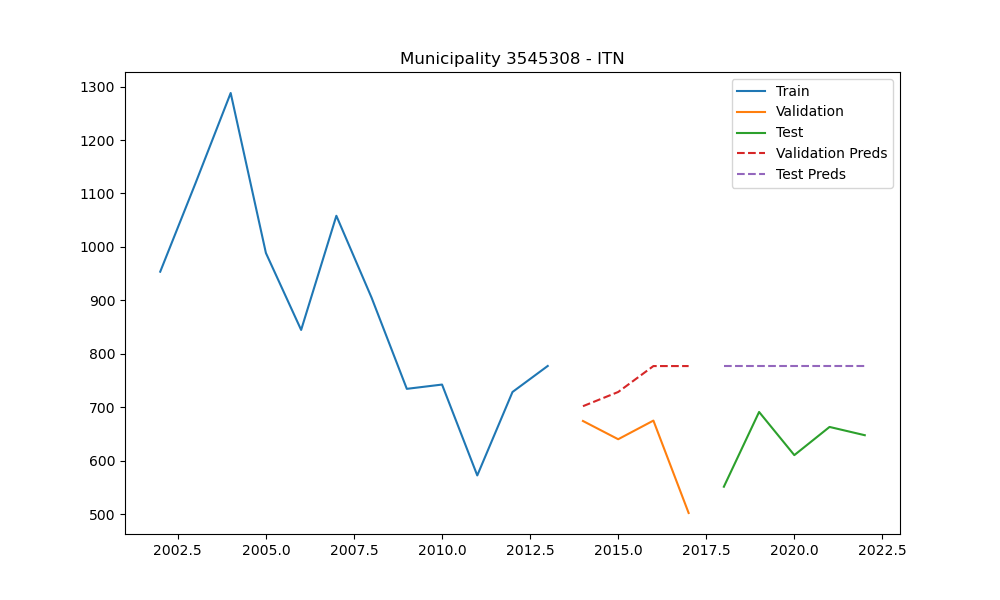 Municipality 3545308 - ITN
1300
1200
1100
1000
900
800
700
600
500
Train
Validation
Test
Validation Preds
Test Preds
2002.5 2005.0 2007.5 2010.0 2012.5 2015.0 2017.5 2020.0 2022.5